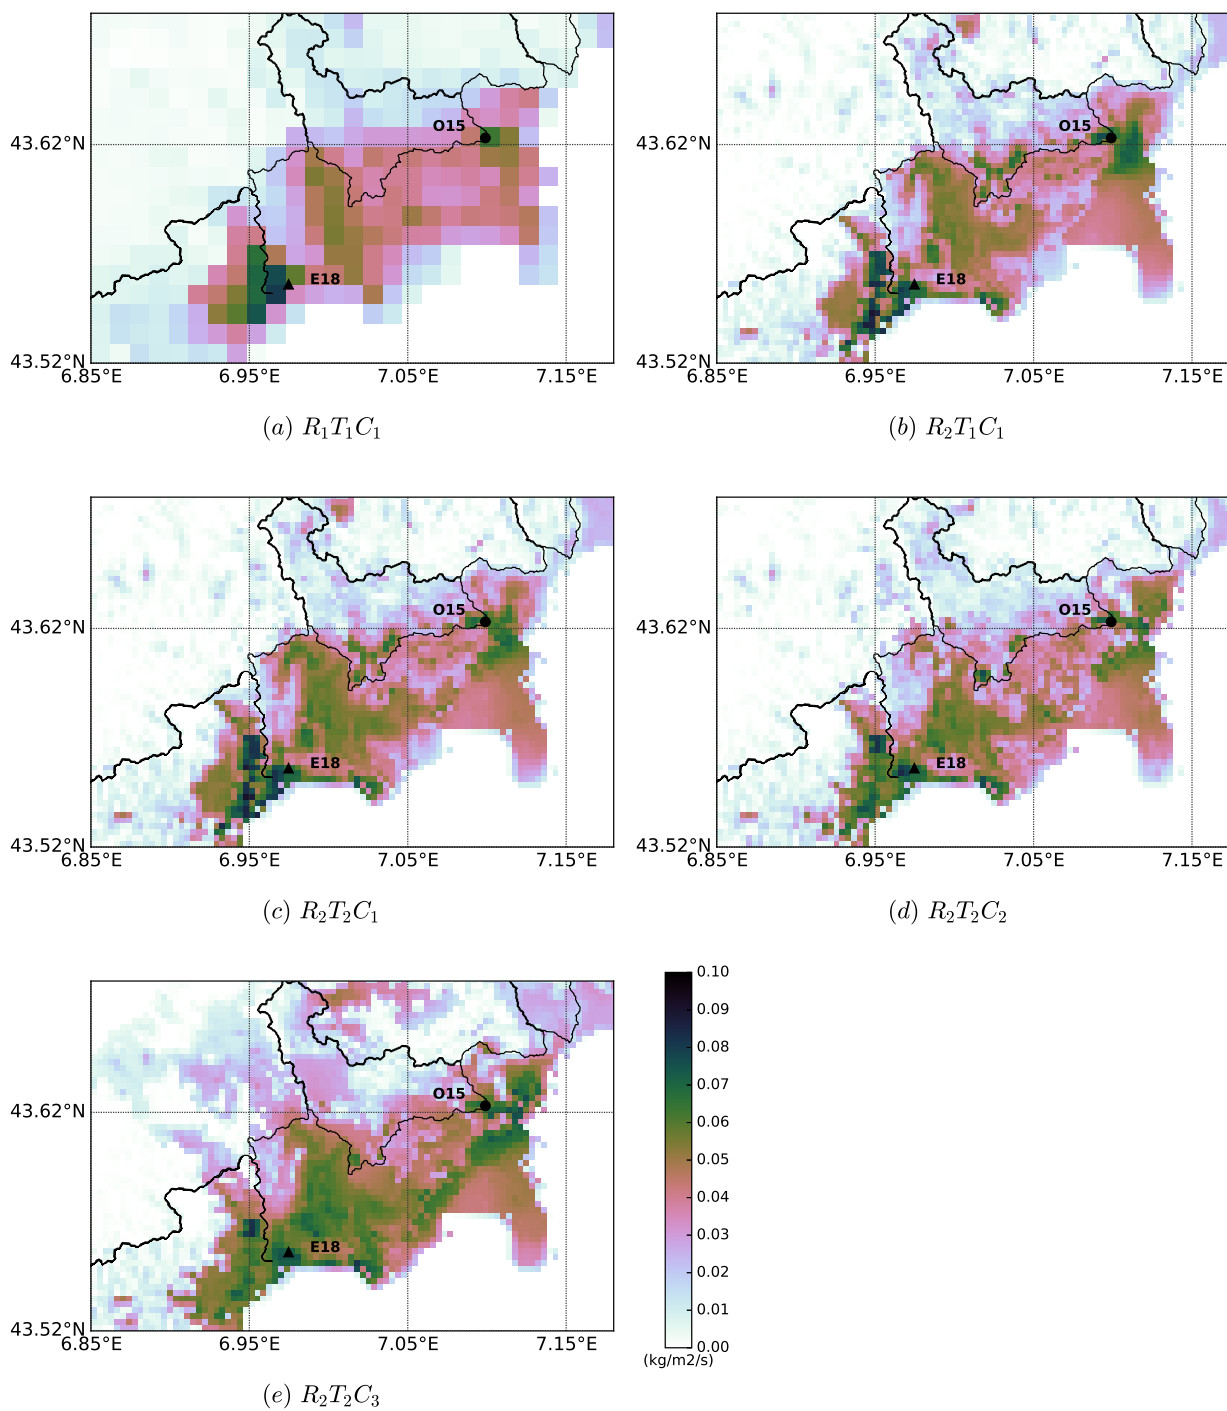 O15
43.62°N
E18
43.52°N
6.85°E 6.95°E 7.05°E 7.15°E
(a) R₁T₁C₁
O15
43.62°N
E18
43.52°N
6.85°E 6.95°E 7.05°E 7.15°E
(b) R₂T₁C₁
O15
43.62°N
E18
43.52°N
6.85°E 6.95°E 7.05°E 7.15°E
(c) R₂T₂C₁
O15
43.62°N
E18
43.52°N
6.85°E 6.95°E 7.05°E 7.15°E
(d) R₂T₂C₂
O15
43.62°N
E18
43.52°N
6.85°E 6.95°E 7.05°E 7.15°E
(e) R₂T₂C₃
0.10
0.09
0.08
0.07
0.06
0.05
0.04
0.03
0.02
0.01
0.00
(kg/m2/s)